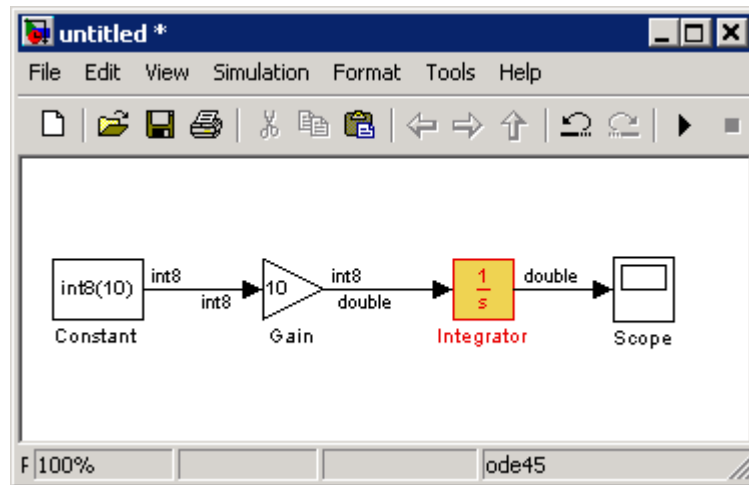 untitled *
File Edit View Simulation Format Tools Help
int8(10) int8 int8 10 int8 double 1 s double
Constant Gain Integrator Scope
F 100% ode45